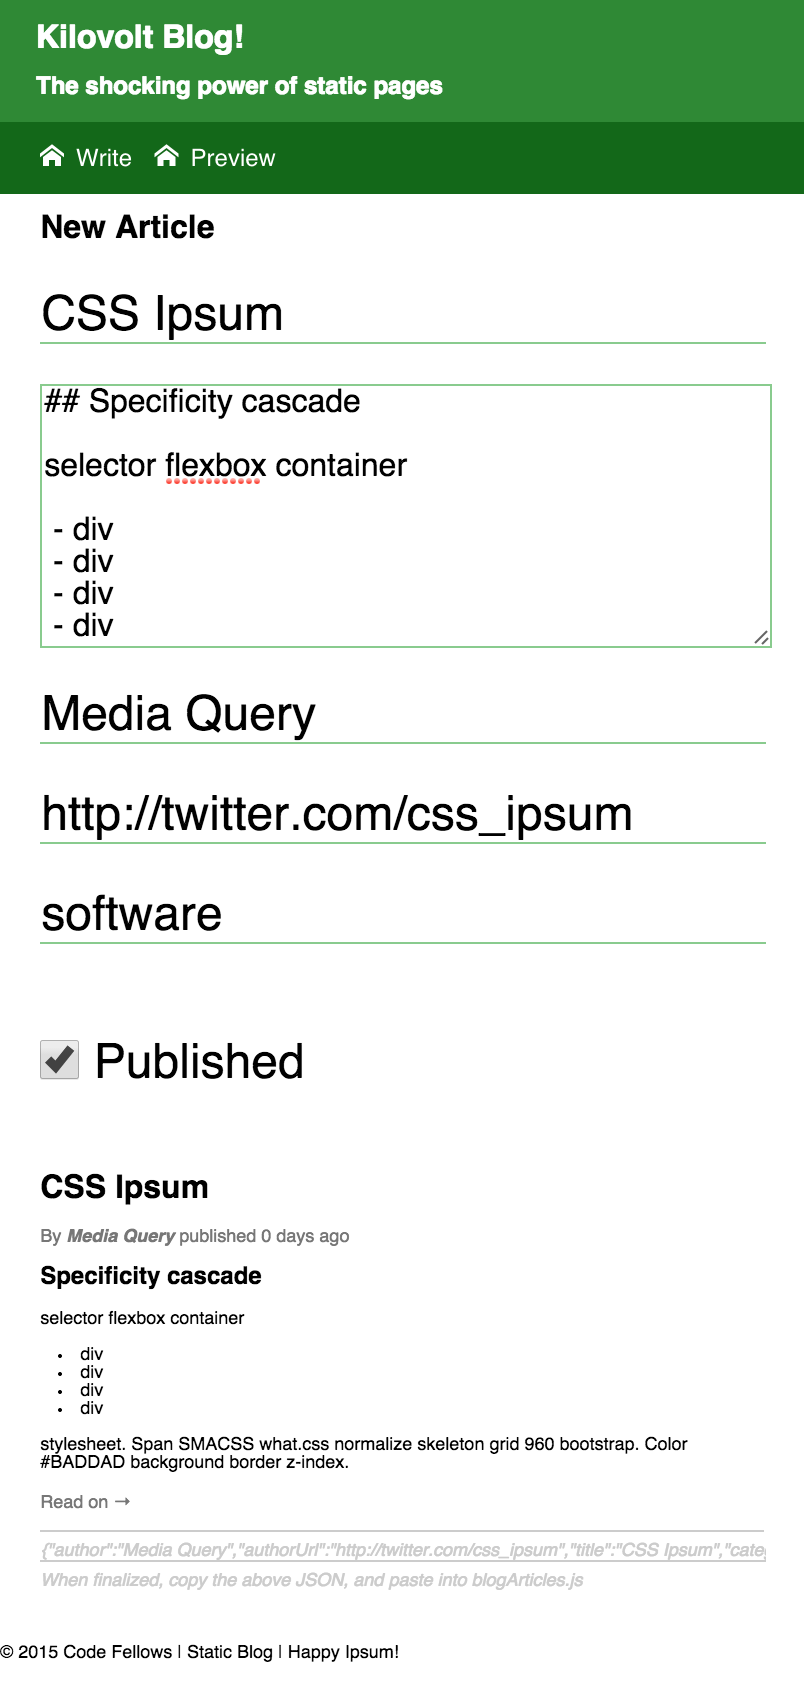 Kilovolt Blog!
The shocking power of static pages
Write Preview
New Article
CSS Ipsum
## Specificity cascade
selector flexbox container
- div
- div
- div
- div
Media Query
http://twitter.com/css_ipsum
software
Published
CSS Ipsum
By Media Query published 0 days ago
Specificity cascade
selector flexbox container
• div
• div
• div
• div
stylesheet. Span SMACSS what.css normalize skeleton grid 960 bootstrap. Color
#BADDAD background border z-index.
Read on →
{"author":"Media Query","authorUrl":"http://twitter.com/css_ipsum","title":"CSS Ipsum","cate
When finalized, copy the above JSON, and paste into blogArticles.js
© 2015 Code Fellows | Static Blog | Happy Ipsum!